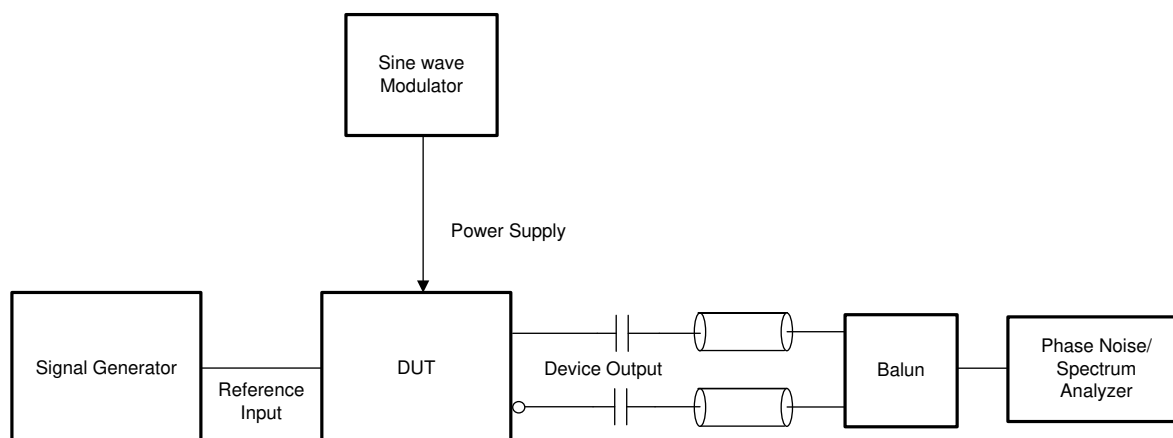 Sine wave
Modulator
Power Supply
Signal Generator
Reference
Input
DUT
Device Output
Balun
Phase Noise/
Spectrum
Analyzer